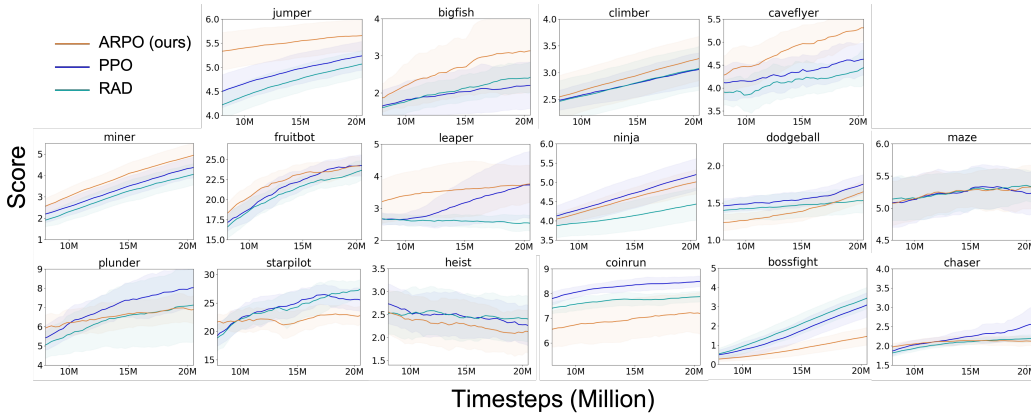 jumper bigfish climber caveflyer
ARPO (ours)
PPO
RAD
6.0 5.5 5.0 4.5 4.0
4 3 2
4.0 3.5 3.0 2.5
5.5 5.0 4.5 4.0 3.5
10M 15M 20M 10M 15M 20M 10M 15M 20M 10M 15M 20M
Score
miner fruitbot leaper ninja dodgeball maze
5 4 3 2 1
25.0 22.5 20.0 17.5 15.0
5 4 3 2
6.0 5.5 5.0 4.5 4.0 3.5
2.0 1.5 1.0
6.0 5.5 5.0 4.5
10M 15M 20M 10M 15M 20M 10M 15M 20M 10M 15M 20M 10M 15M 20M 10M 15M 20M
plunder starpilot heist coinrun bossfight chaser
9 8 7 6 5 4
30 25 20 15
3.5 3.0 2.5 2.0 1.5
9 8 7 6
5 4 3 2 1 0
4.0 3.5 3.0 2.5 2.0 1.5
10M 15M 20M 10M 15M 20M 10M 15M 20M 10M 15M 20M 10M 15M 20M 10M 15M 20M
Timesteps (Million)